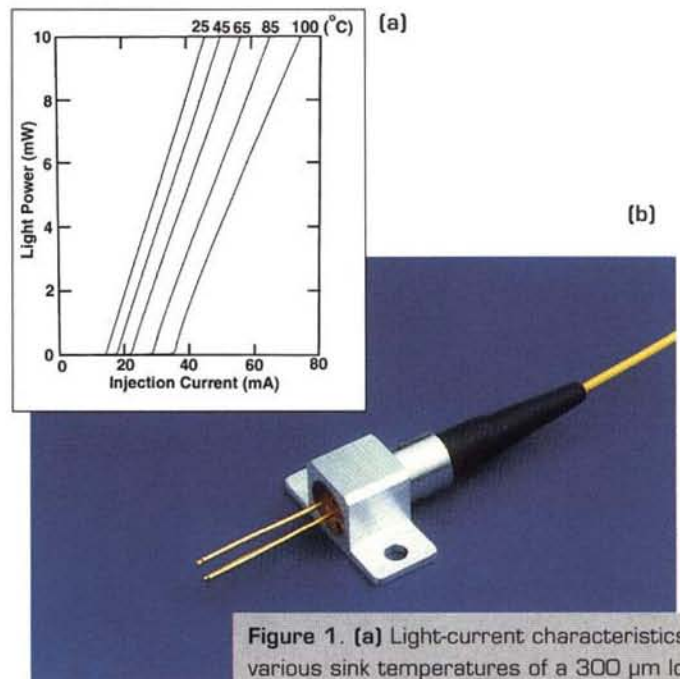 25 45 65 85 100 (°C)
(a)
10
8
6
4
2
0
Light Power (mW)
0 20 40 60 80
Injection Current (mA)
(b)
Figure 1. (a) Light-current characteristics
various sink temperatures of a 300 µm